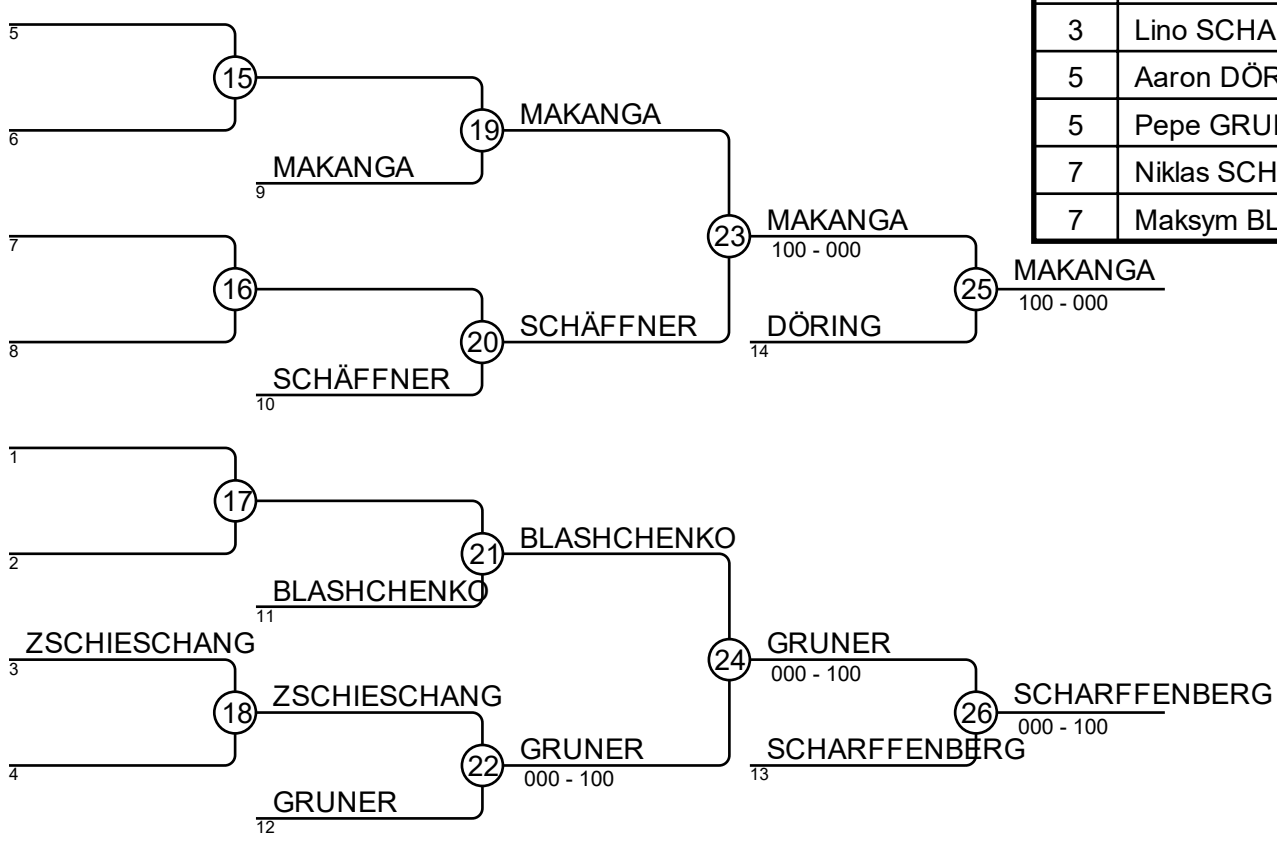 3 Lino SCHA
5 Aaron DÖR
5 Pepe GRU
7 Niklas SCH
7 Maksym BL
5
15
6
MAKANGA
19
MAKANGA
9
7
MAKANGA
23
100 - 000
16
MAKANGA
25
100 - 000
8
SCHÄFFNER
20
DÖRING
14
SCHÄFFNER
10
1
17
BLASHCHENKO
21
2
BLASHCHENKO
11
ZSCHIESCHANG
3
GRUNER
24
000 - 100
ZSCHIESCHANG
18
SCHARFFENBERG
26
000 - 100
4
GRUNER
22
000 - 100
SCHARFFENBERG
13
GRUNER
12